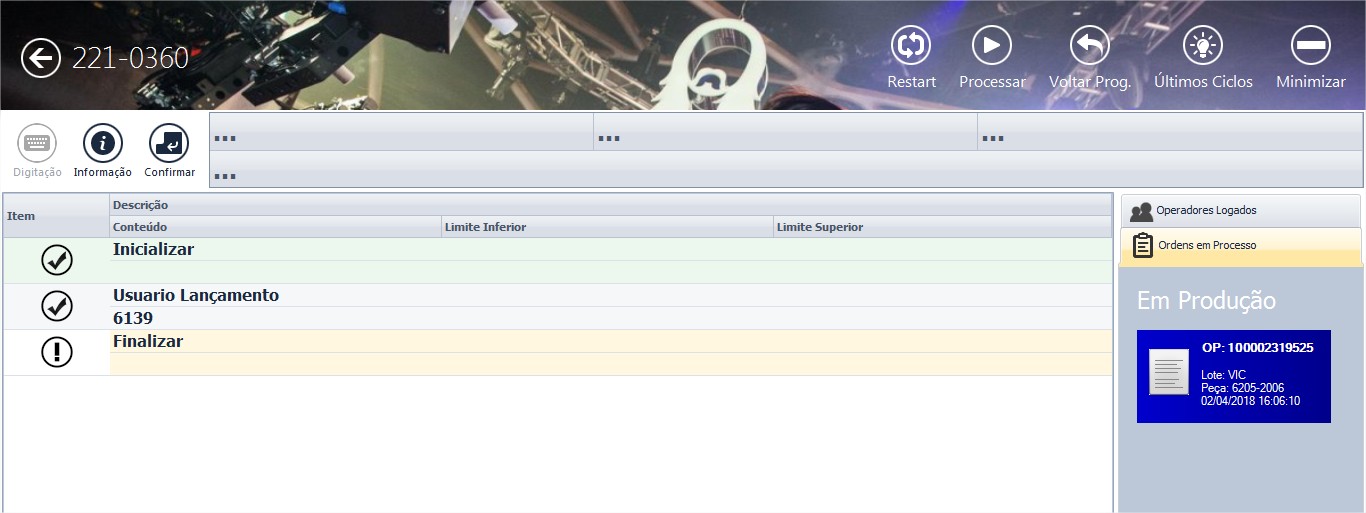 221-0360
Restart
Processar
Voltar Prog.
Últimos Ciclos
Minimizar
Digitação
Informação
Confirmar
...
...
...
...
Item
Descrição
Conteúdo
Limite Inferior
Limite Superior
Inicializar
Usuario Lançamento
6139
Finalizar
Operadores Logados
Ordens em Processo
Em Produção
OP: 100002319525
Lote: VIC
Peça: 6205-2006
02/04/2018 16:06:10